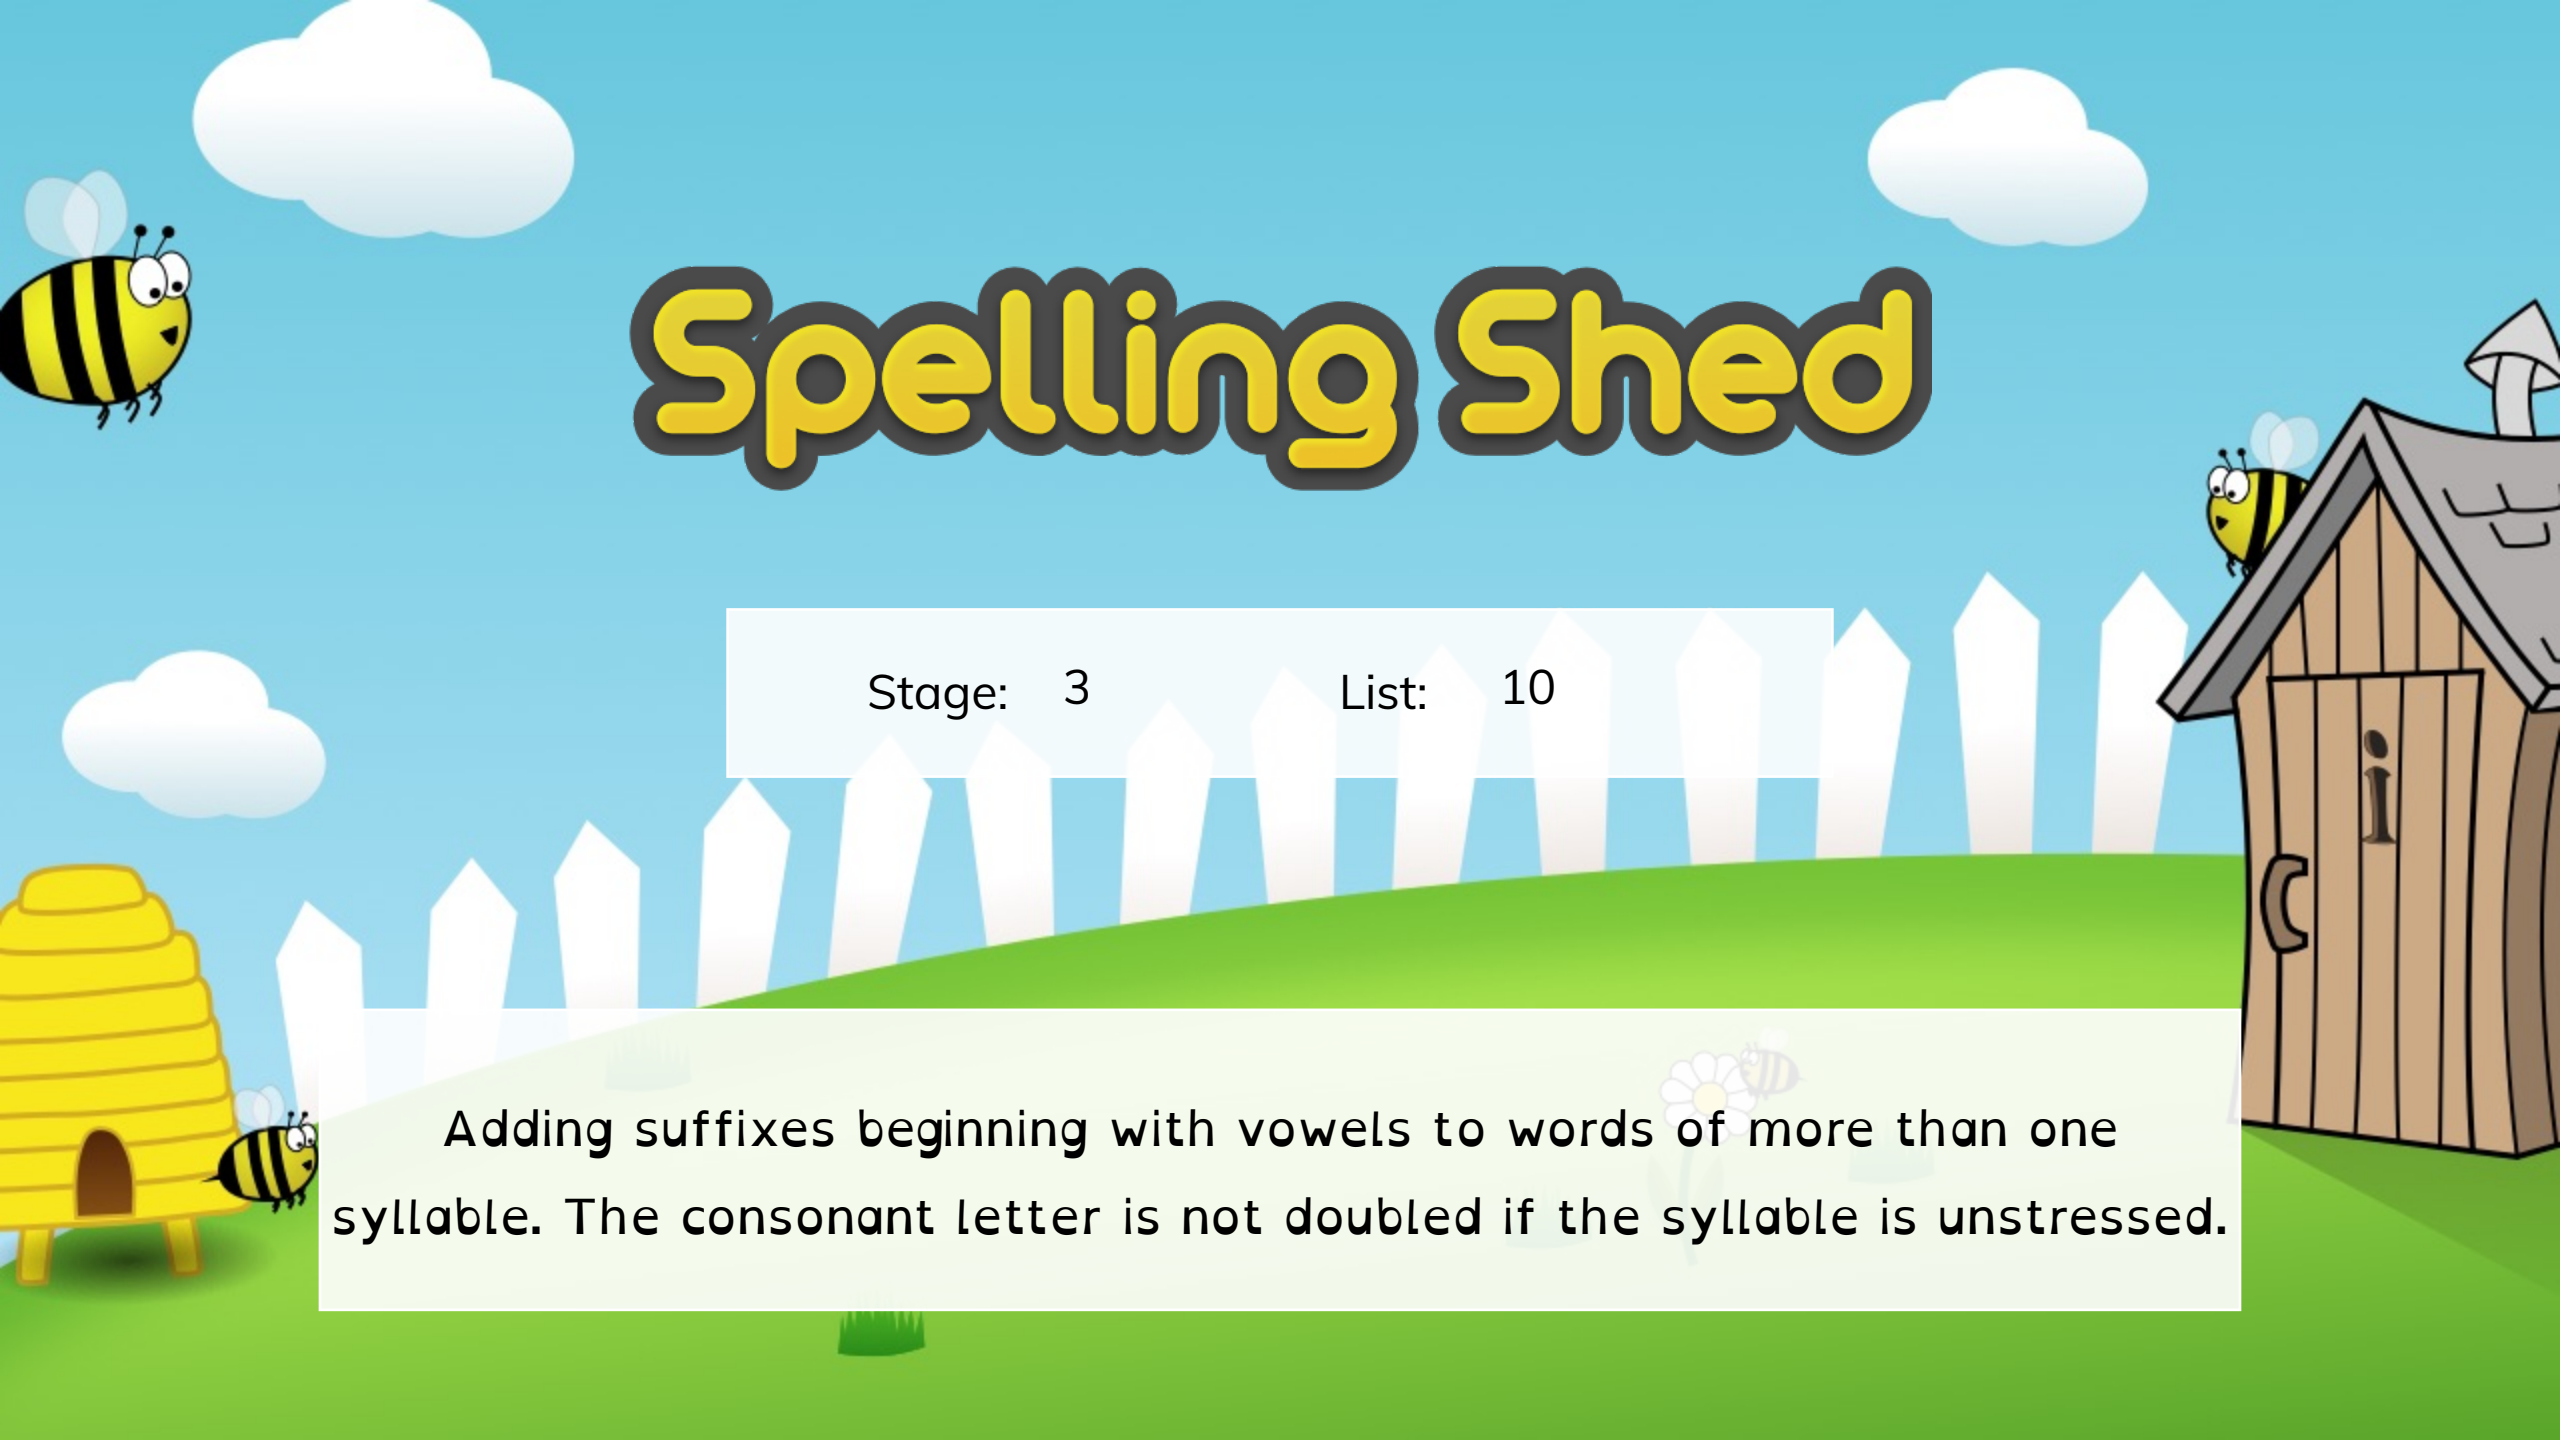 Spelling Shed
Stage: 3 List: 10
i
Adding suffixes beginning with vowels to words of more than one
syllable. The consonant letter is not doubled if the syllable is unstressed.